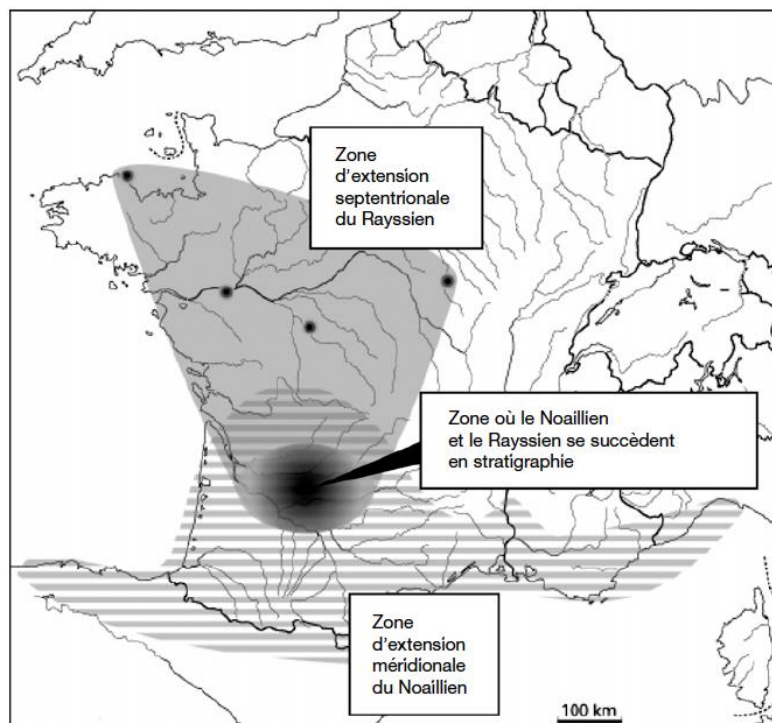 Zone
d'extension
septentrionale
du Rayssien
Zone où le Noaillien
et le Rayssien se succèdent
en stratigraphie
Zone
d'extension
méridionale
du Noaillien
100 km